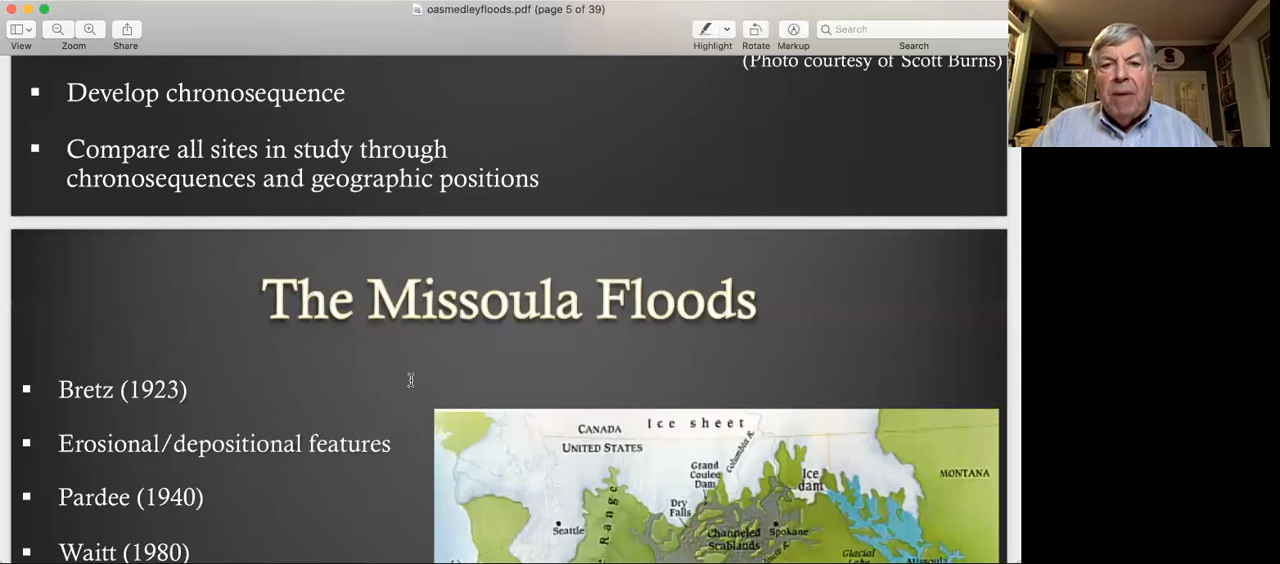 oasmedleyfloods.pdf (page 5 of 39)
View
Zoom
Share
Highlight
Rotate
Markup
Search
Search
(Photo courtesy of Scott Burns)
▪ Develop chronosequence
▪ Compare all sites in study through
chronosequences and geographic positions
The Missoula Floods
▪ Bretz (1923)
▪ Erosional/depositional features
▪ Pardee (1940)
▪ Waitt (1980)
Ice sheet
CANADA
UNITED STATES
Columbia R.
Grand
Coulee
Dam
Ice
dam
MONTANA
Dry
Falls
Seattle
Range
Channeled
Scablands
Spokane
Glacial
Lake
Missoula